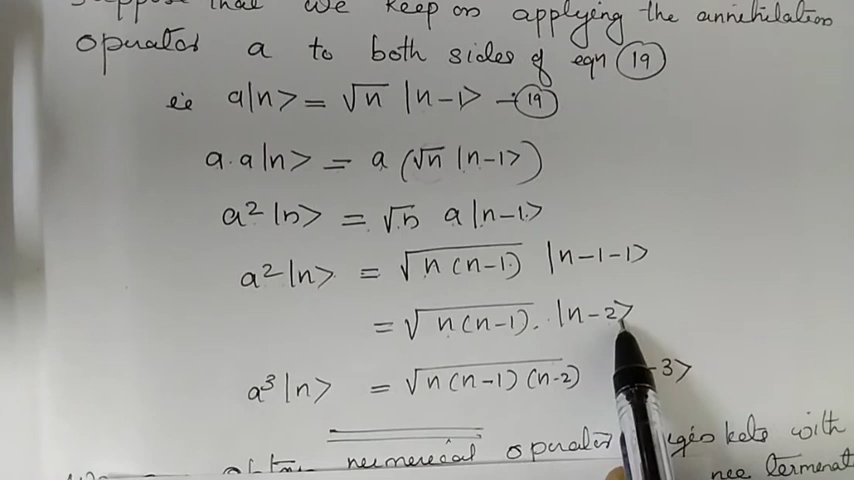 that we keep on applying the annihilation
operator a to both sides of eqn (19)
ie a|n> = √n |n-1> - (19)
a.a|n> = a (√n |n-1>)
a² |n> = √n a|n-1>
a² |n> = √n(n-1) |n-1-1>
= √n(n-1). |n-2>
a³ |n> = √n(n-1)(n-2) -3>
numerical operator kets with